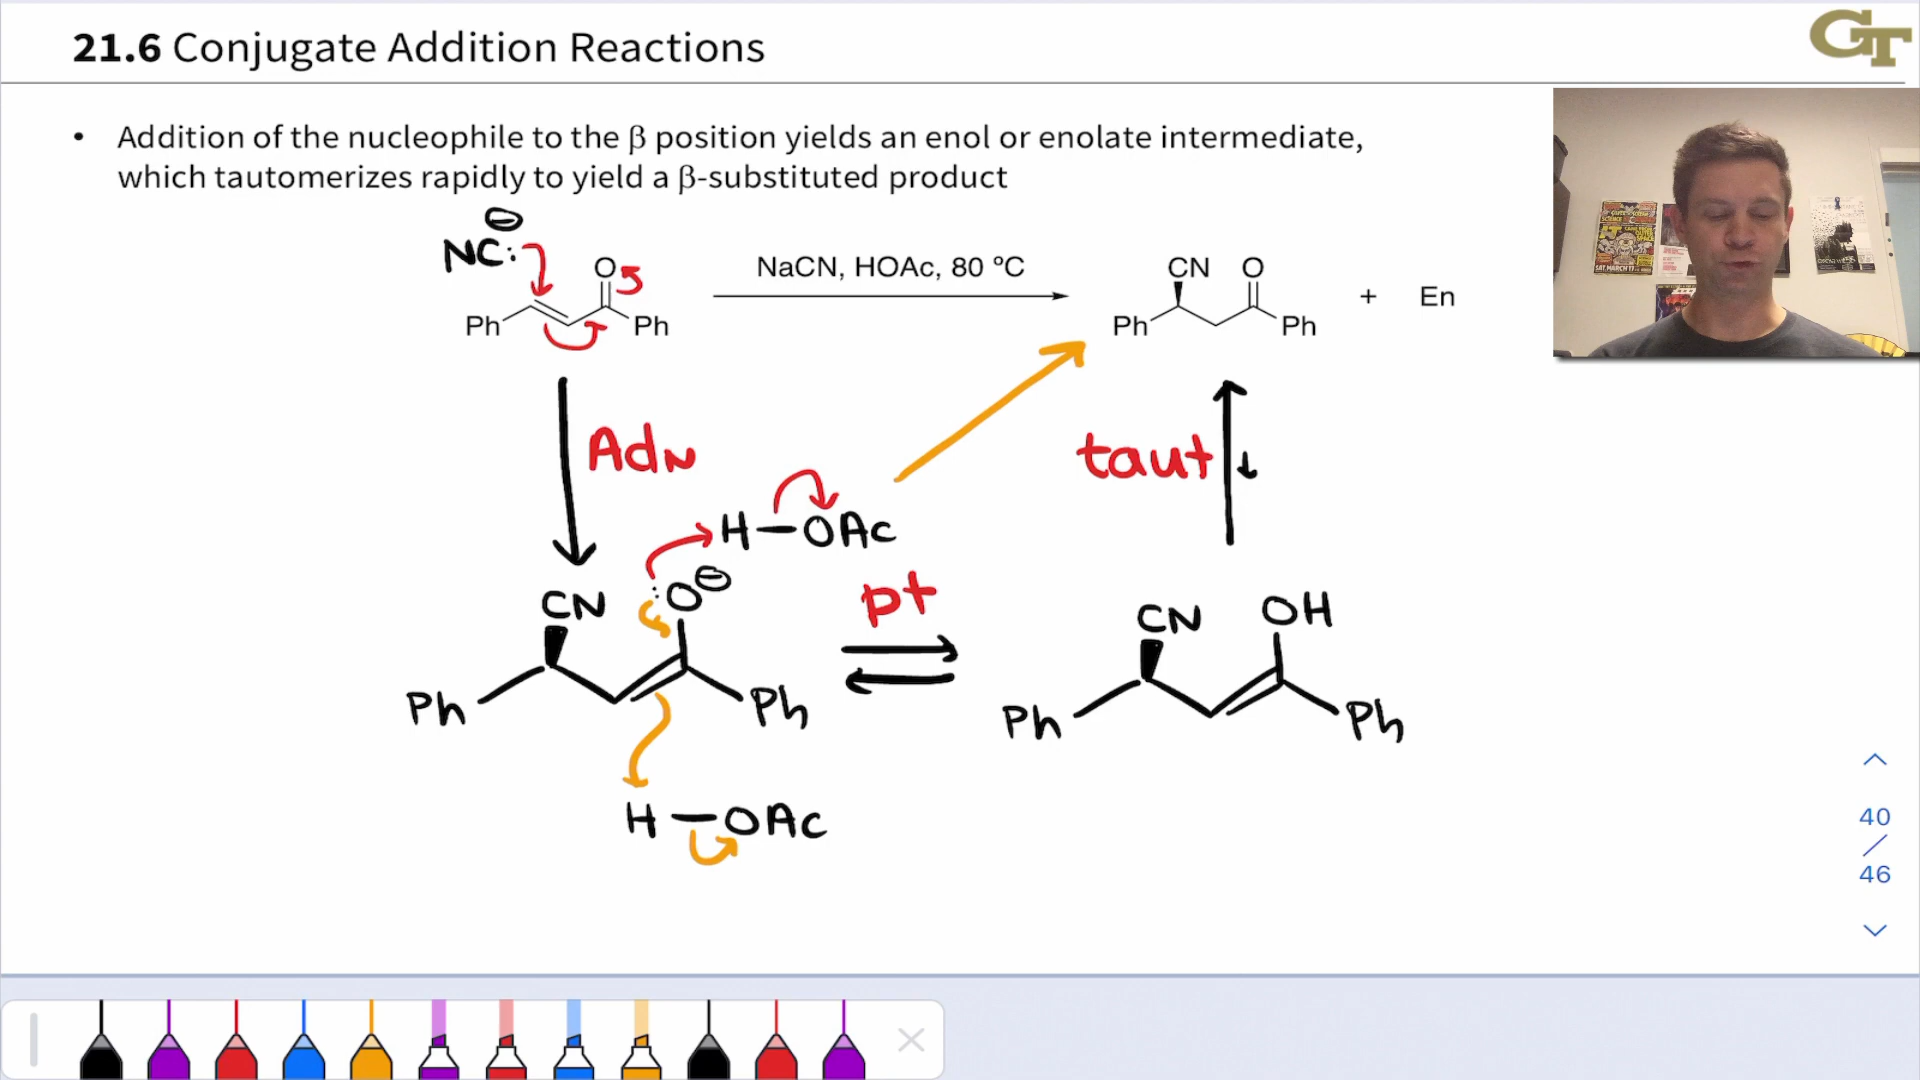 21.6 Conjugate Addition Reactions
GT
• Addition of the nucleophile to the β position yields an enol or enolate intermediate,
which tautomerizes rapidly to yield a β-substituted product
⊖
NC:
O
NaCN, HOAc, 80 ºC
CN O
Ph Ph
Ph Ph
+ En
AdN
taut
H—OAc
CN :O⊖
pt
CN OH
Ph Ph
Ph Ph
H—OAc
40
/
46